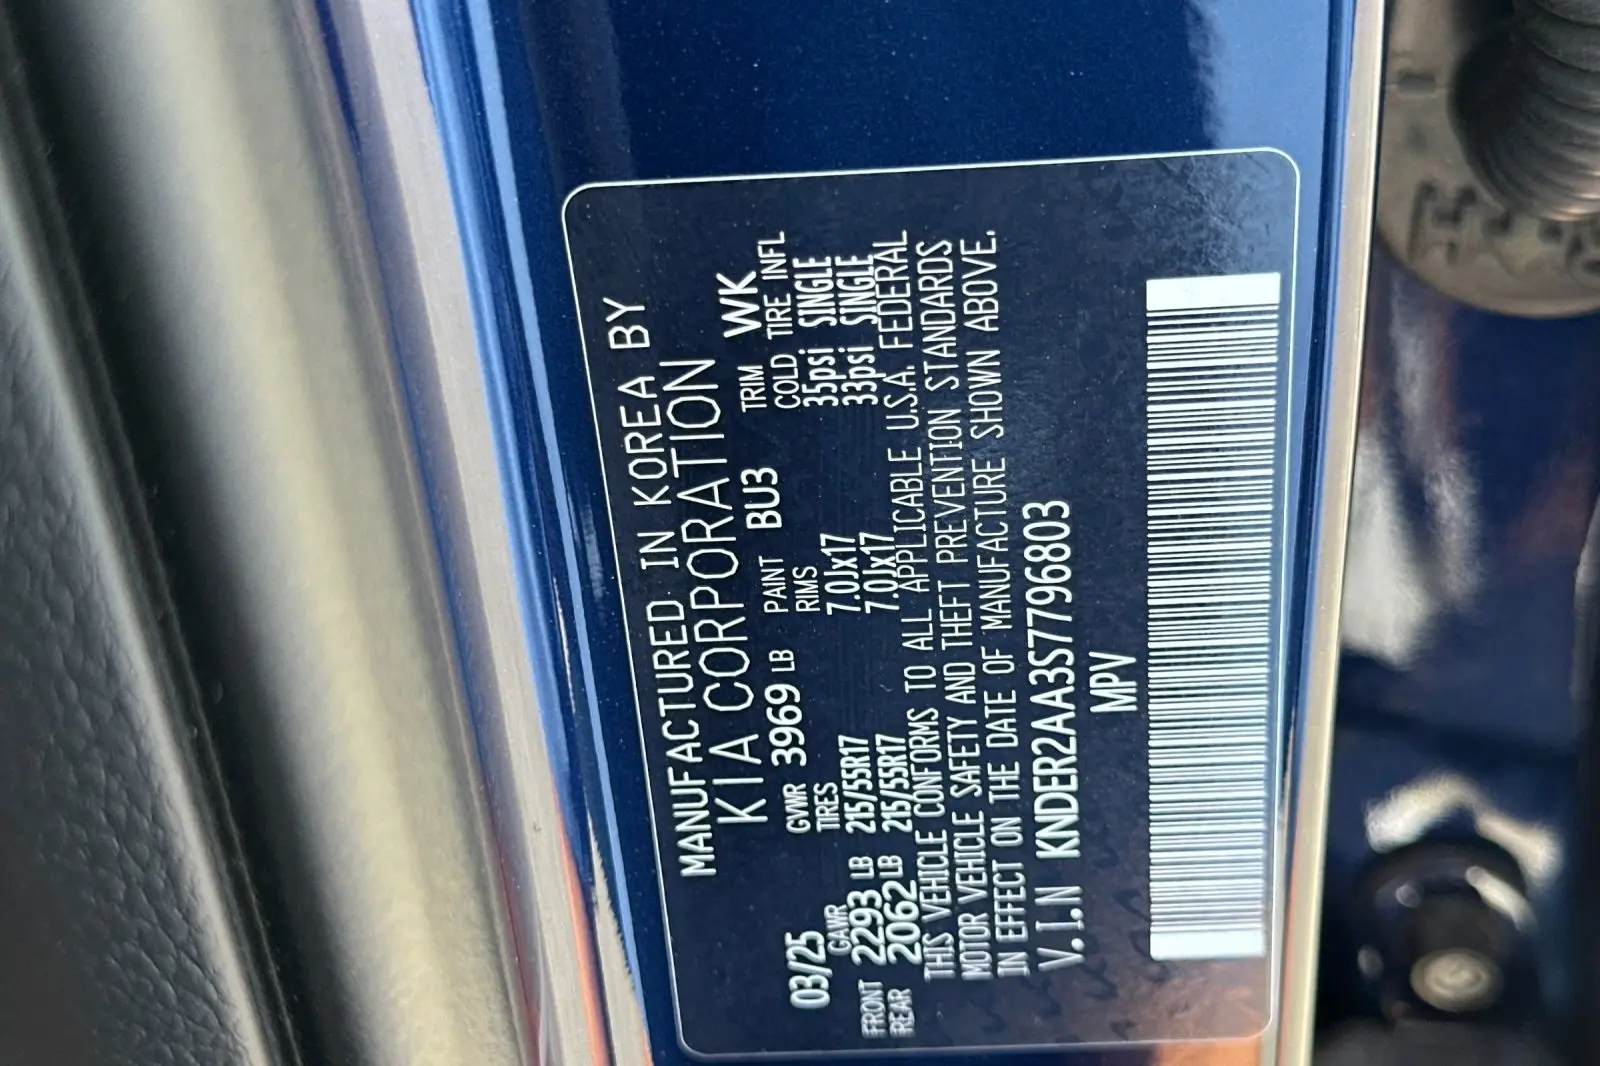 MANUFACTURED IN KOREA BY
KIA CORPORATION
03/25 GVWR 3969 LB PAINT BU3 TRIM WK
GAWR TIRES RIMS COLD TIRE INFL
FRONT 2293 LB 215/55R17 7.0Jx17 35psi SINGLE
REAR 2062 LB 215/55R17 7.0Jx17 33psi SINGLE
THIS VEHICLE CONFORMS TO ALL APPLICABLE U.S.A. FEDERAL
MOTOR VEHICLE SAFETY AND THEFT PREVENTION STANDARDS
IN EFFECT ON THE DATE OF MANUFACTURE SHOWN ABOVE.
V.I.N KNDER2AA3S7796803
MPV